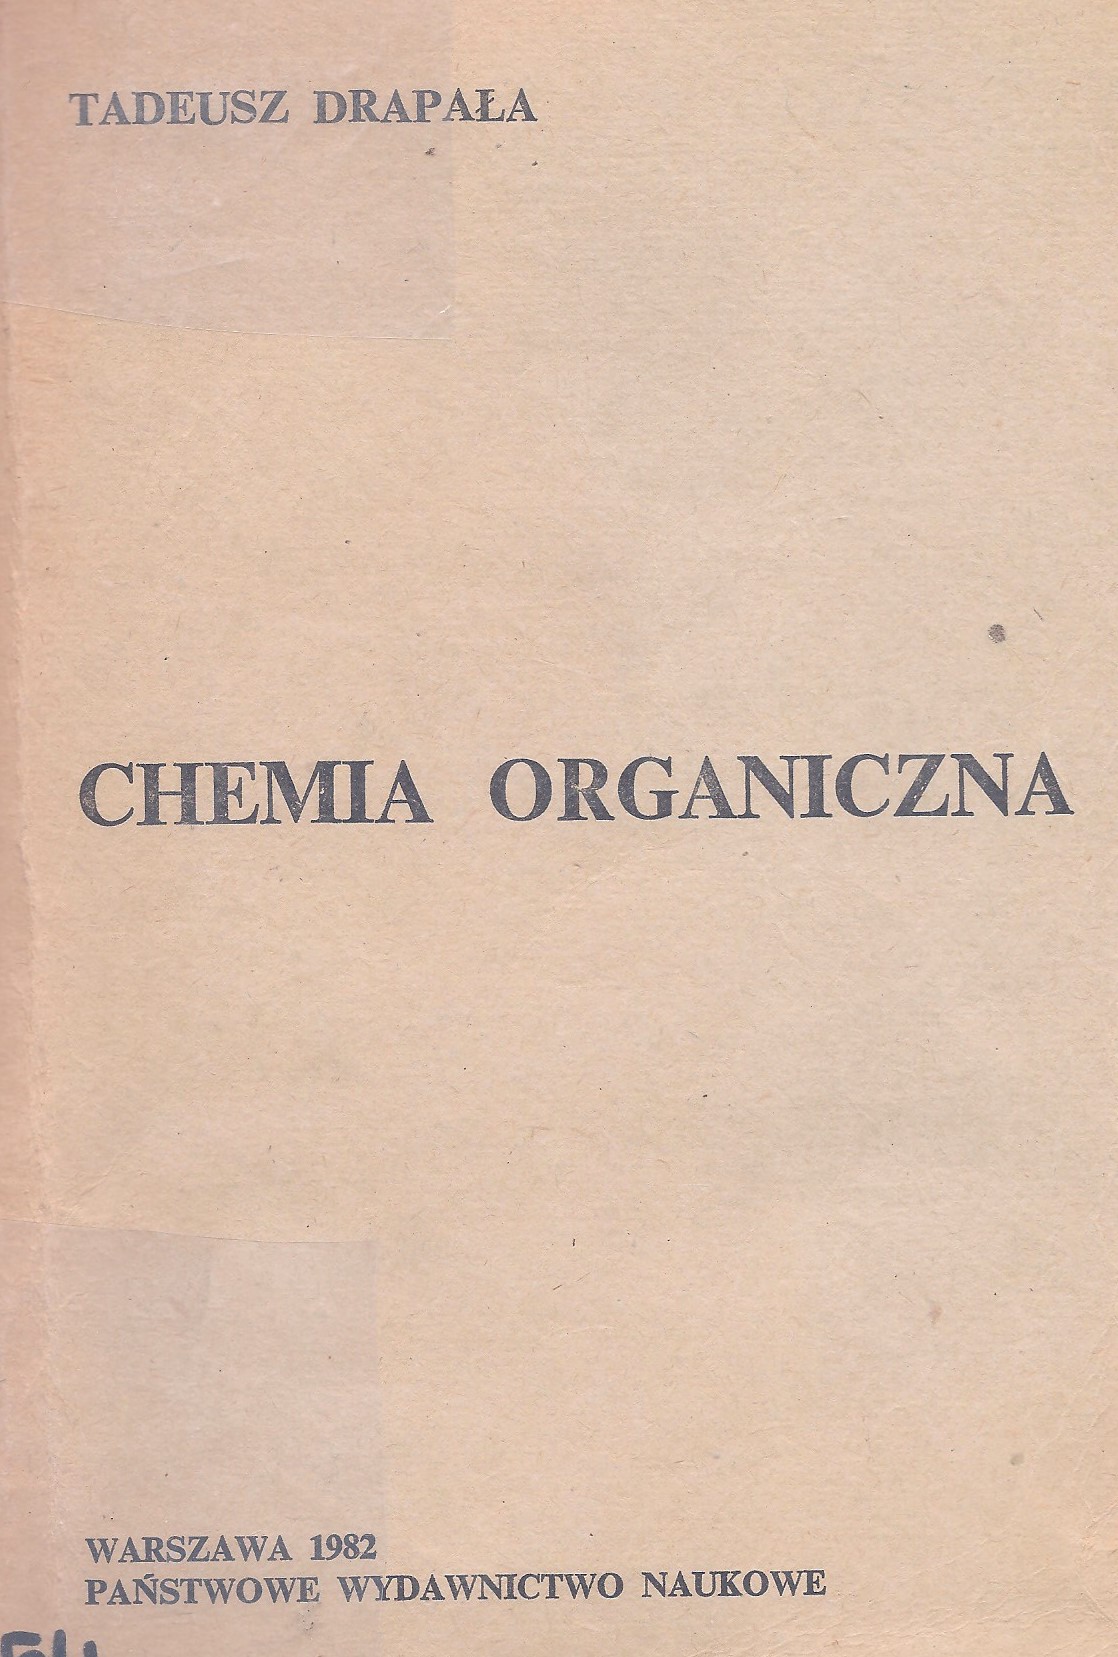 TADEUSZ DRAPAŁA
CHEMIA ORGANICZNA
WARSZAWA 1982
PAŃSTWOWE WYDAWNICTWO NAUKOWE